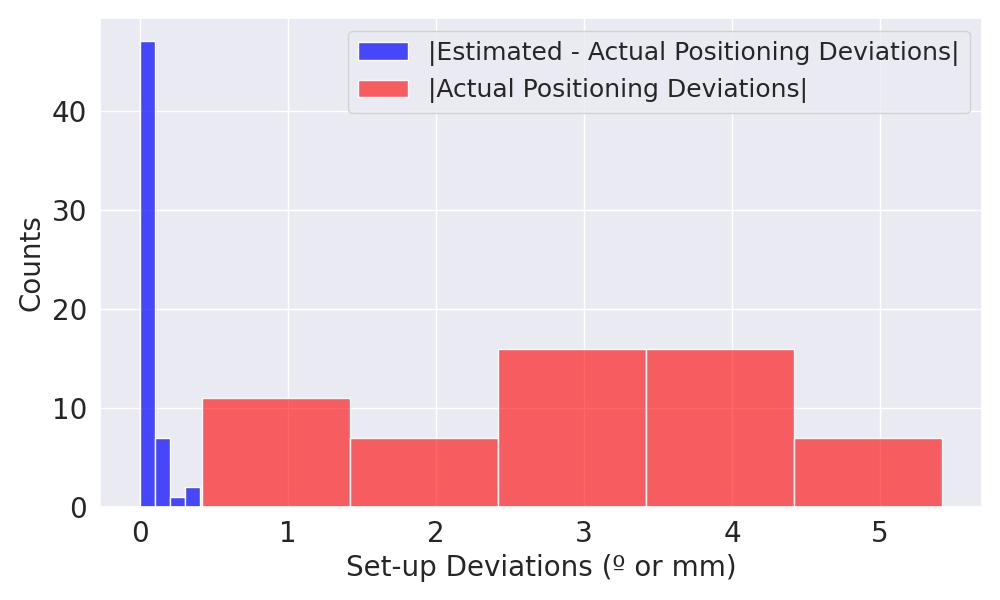 |Estimated - Actual Positioning Deviations|
|Actual Positioning Deviations|
Counts
40
30
20
10
0
0 1 2 3 4 5
Set-up Deviations (º or mm)